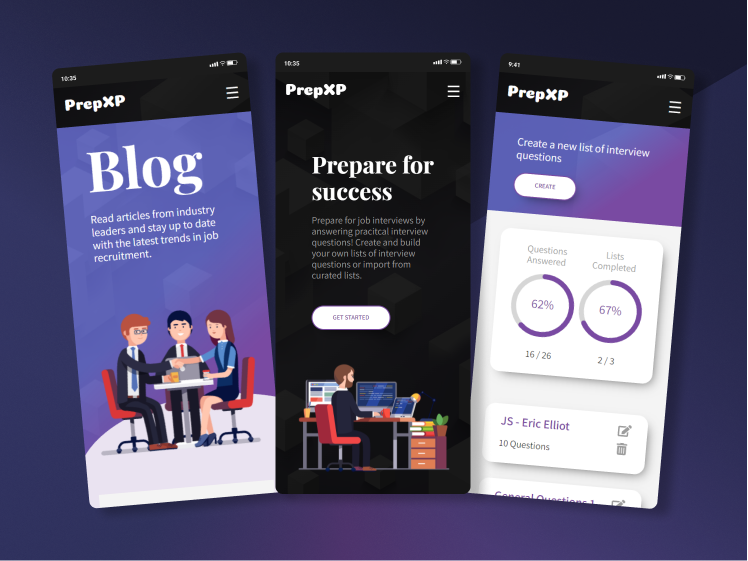 10:35
PrepXP
Blog
Read articles from industry
leaders and stay up to date
with the latest trends in job
recruitment.
10:35
PrepXP
Prepare for
success
Prepare for job interviews by
answering pracitcal interview
questions! Create and build
your own lists of interview
questions or import from
curated lists.
GET STARTED
9:41
PrepXP
Create a new list of interview
questions
CREATE
Questions
Answered
62%
16 / 26
Lists
Completed
67%
2 / 3
JS - Eric Elliot
10 Questions
General Questions 1